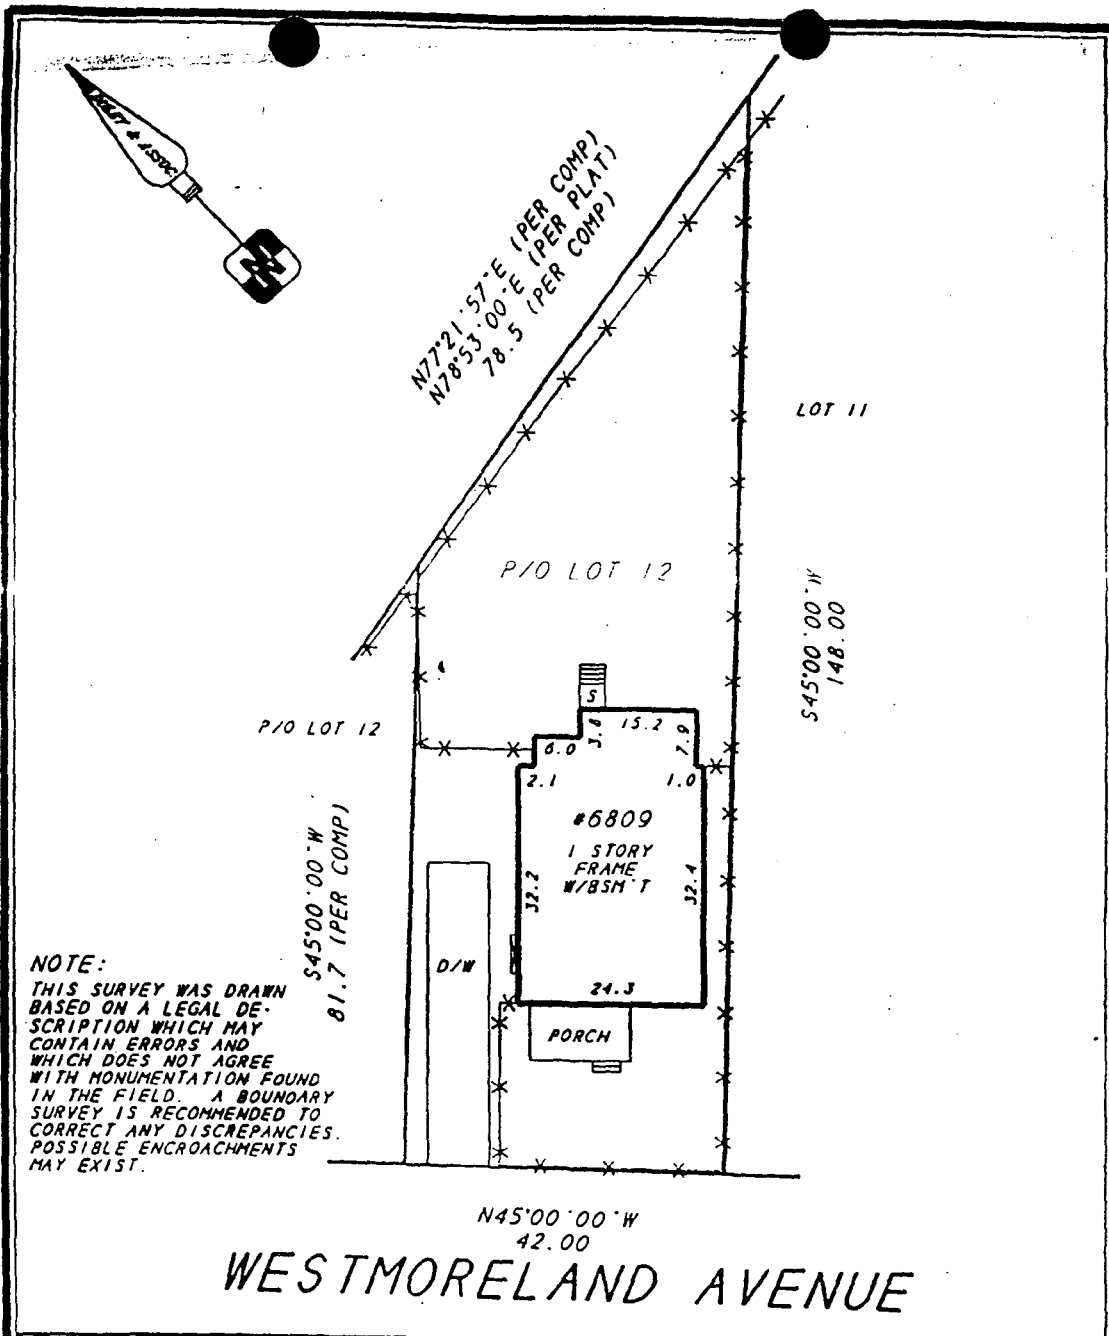 & ASSOC.
N
N77°21'57"E (PER COMP)
N78°53'00"E (PER PLAT)
78.5 (PER COMP)
LOT 11
P/O LOT 12
S45°00'00"W
148.00
S
P/O LOT 12
15.2
3.8
7.9
6.0
2.1
1.0
#6809
1 STORY
FRAME
W/BSM'T
32.2
32.4
S45°00'00"W
81.7 (PER COMP)
D/W
24.3
PORCH
NOTE:
THIS SURVEY WAS DRAWN
BASED ON A LEGAL DE-
SCRIPTION WHICH MAY
CONTAIN ERRORS AND
WHICH DOES NOT AGREE
WITH MONUMENTATION FOUND
IN THE FIELD. A BOUNDARY
SURVEY IS RECOMMENDED TO
CORRECT ANY DISCREPANCIES.
POSSIBLE ENCROACHMENTS
MAY EXIST.
N45°00'00"W
42.00
WESTMORELAND AVENUE